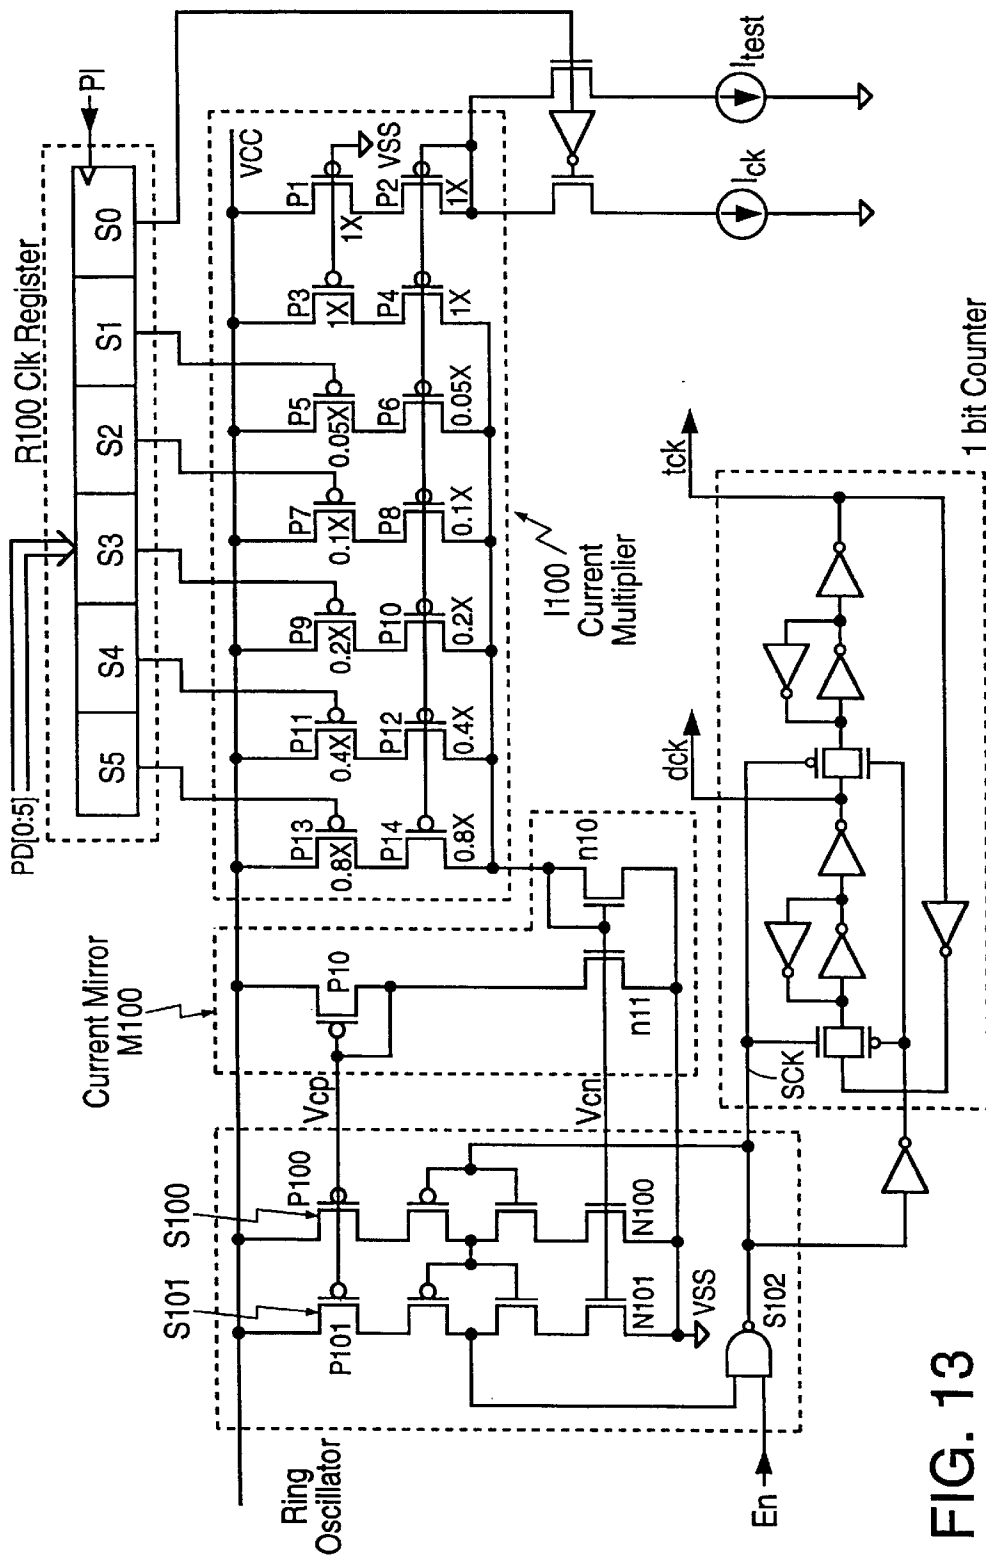 PD[0:5]
R100 Clk Register
PI
S5
S4
S3
S2
S1
S0
Current Mirror
M100
VCC
P13
0.8X
P14
0.8X
P11
0.4X
P12
0.4X
P9
0.2X
P10
0.2X
P7
0.1X
P8
0.1X
P5
0.05X
P6
0.05X
P3
1X
P4
1X
P1
1X
P2
1X
VSS
I100
Current
Multiplier
Itest
Ick
P10
n10
n11
Vcp
Vcn
Ring
Oscillator
S101
S100
P101
P100
N101
N100
VSS
S102
En
SCK
dck
tck
1 bit Counter
FIG. 13